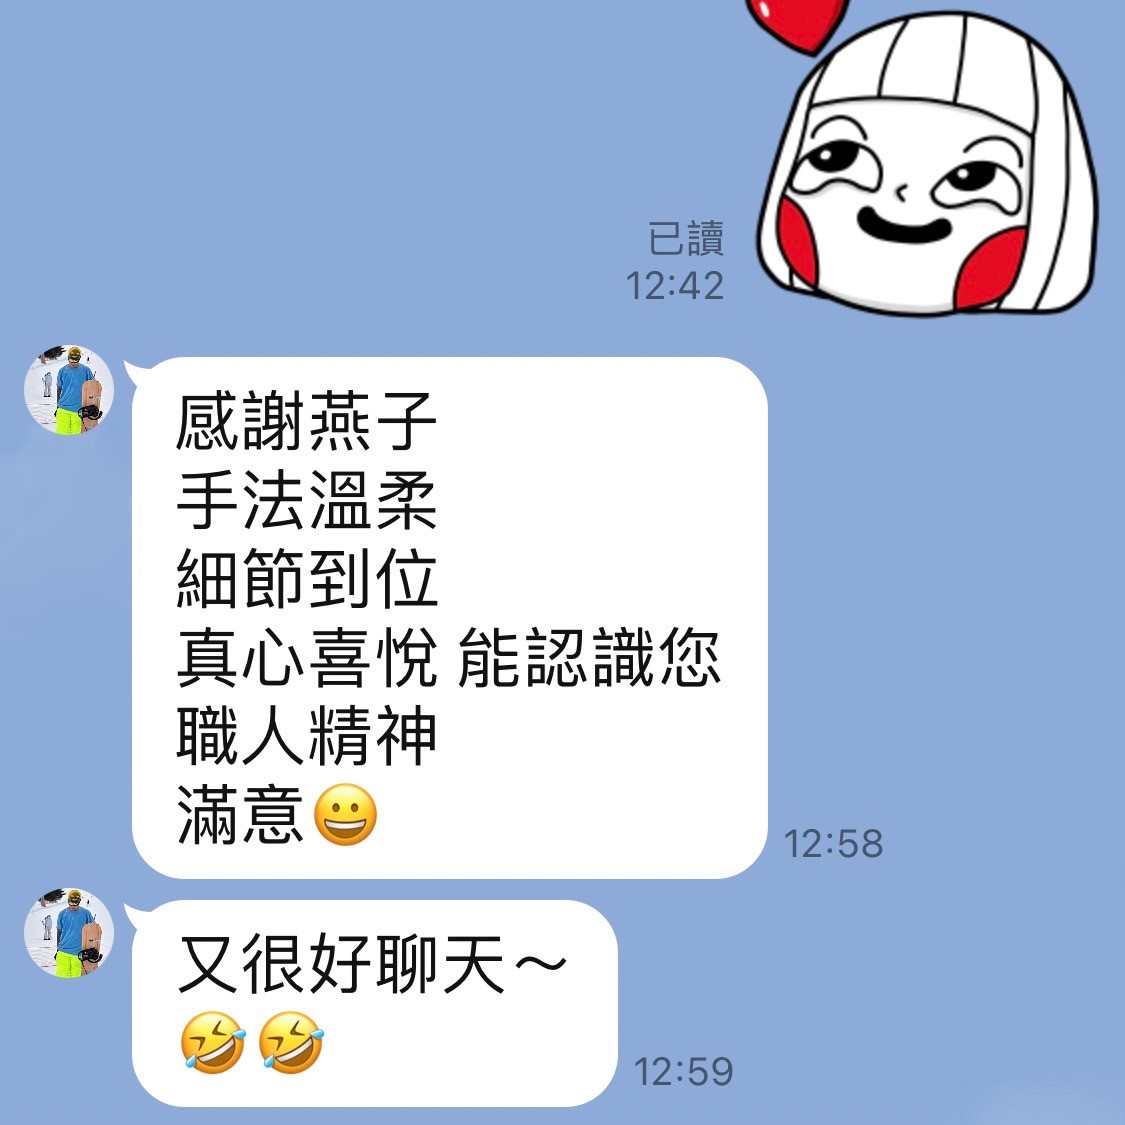 已讀
12:42
感謝燕子
手法溫柔
細節到位
真心喜悅 能認識您
職人精神
滿意😀
12:58
又很好聊天～
🤣🤣
12:59